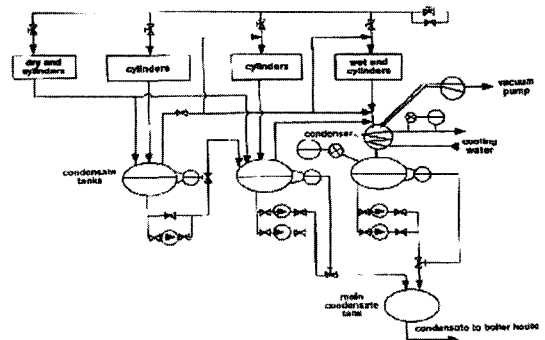 dry end
cylinders
cylinders
cylinders
wet end
cylinders
vacuum
pump
condenser
cooling
water
condensate
tanks
main
condensate
tank
condensate to boiler house